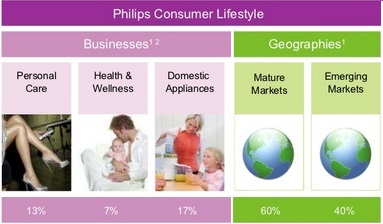 Philips Consumer Lifestyle
Businesses¹ ²
Geographies¹
Personal
Care
Health &
Wellness
Domestic
Appliances
Mature
Markets
Emerging
Markets
13%
7%
17%
60%
40%